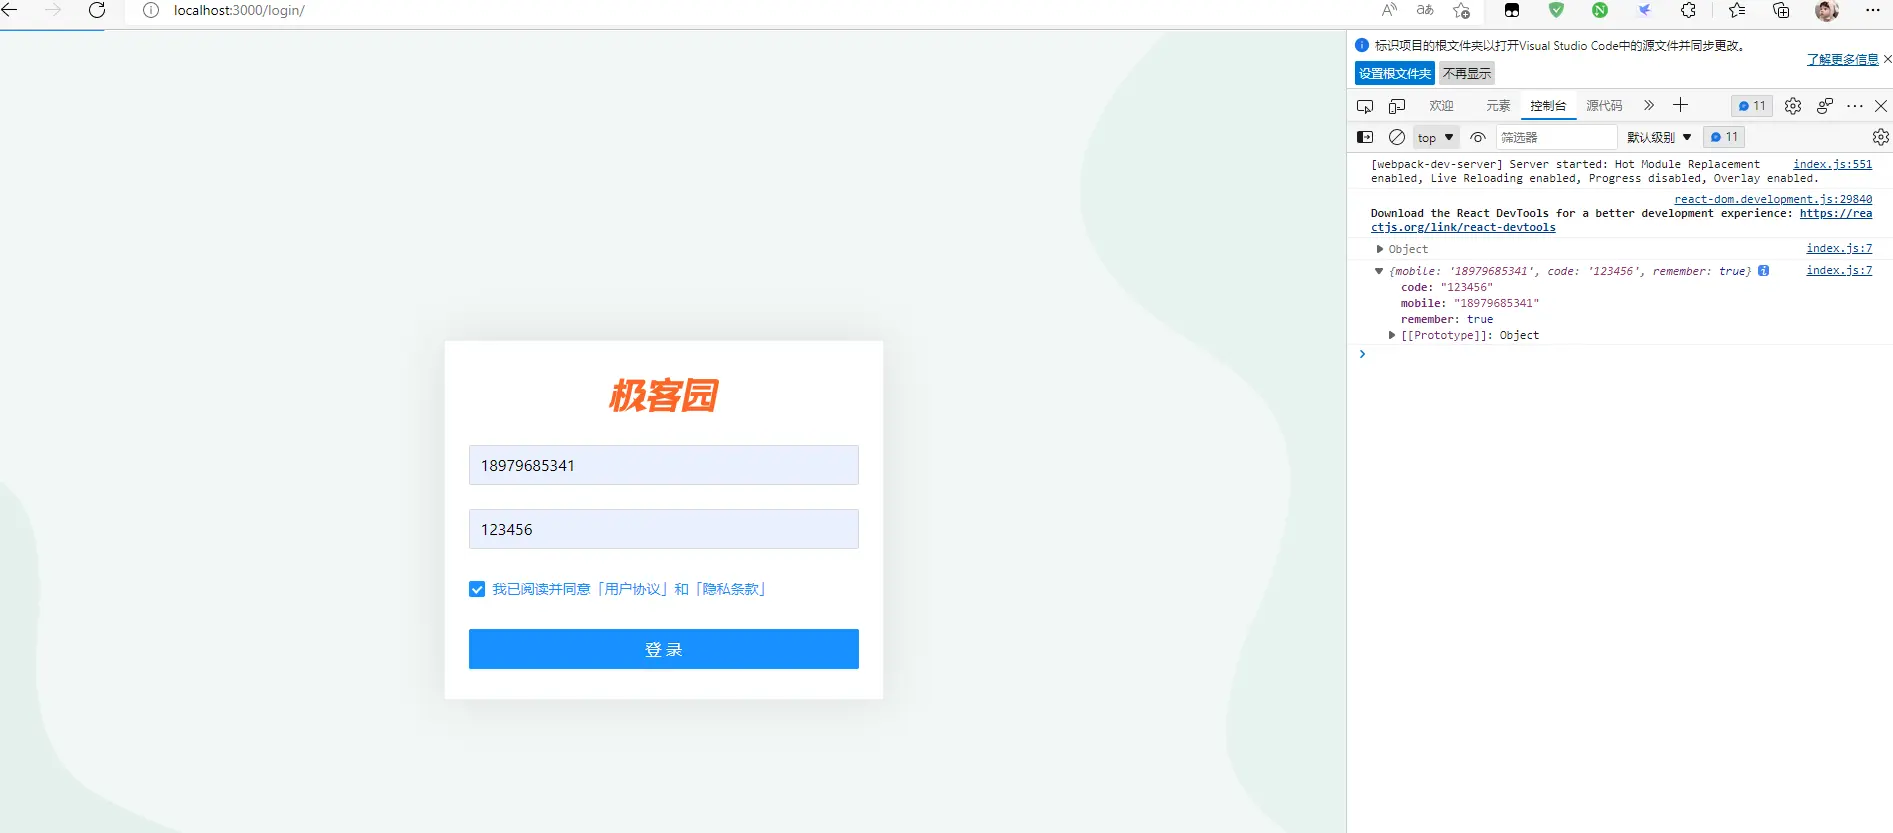 localhost:3000/login/
标识项目的根文件夹以打开Visual Studio Code中的源文件并同步更改。
了解更多信息
设置根文件夹 不再显示
欢迎 元素 控制台 源代码 11
top 筛选器 默认级别 11
[webpack-dev-server] Server started: Hot Module Replacement index.js:551
enabled, Live Reloading enabled, Progress disabled, Overlay enabled.
react-dom.development.js:29840
Download the React DevTools for a better development experience: https://rea
ctjs.org/link/react-devtools
Object index.js:7
{mobile: '18979685341', code: '123456', remember: true} index.js:7
code: "123456"
mobile: "18979685341"
remember: true
[[Prototype]]: Object
极客园
18979685341
123456
我已阅读并同意「用户协议」和「隐私条款」
登 录